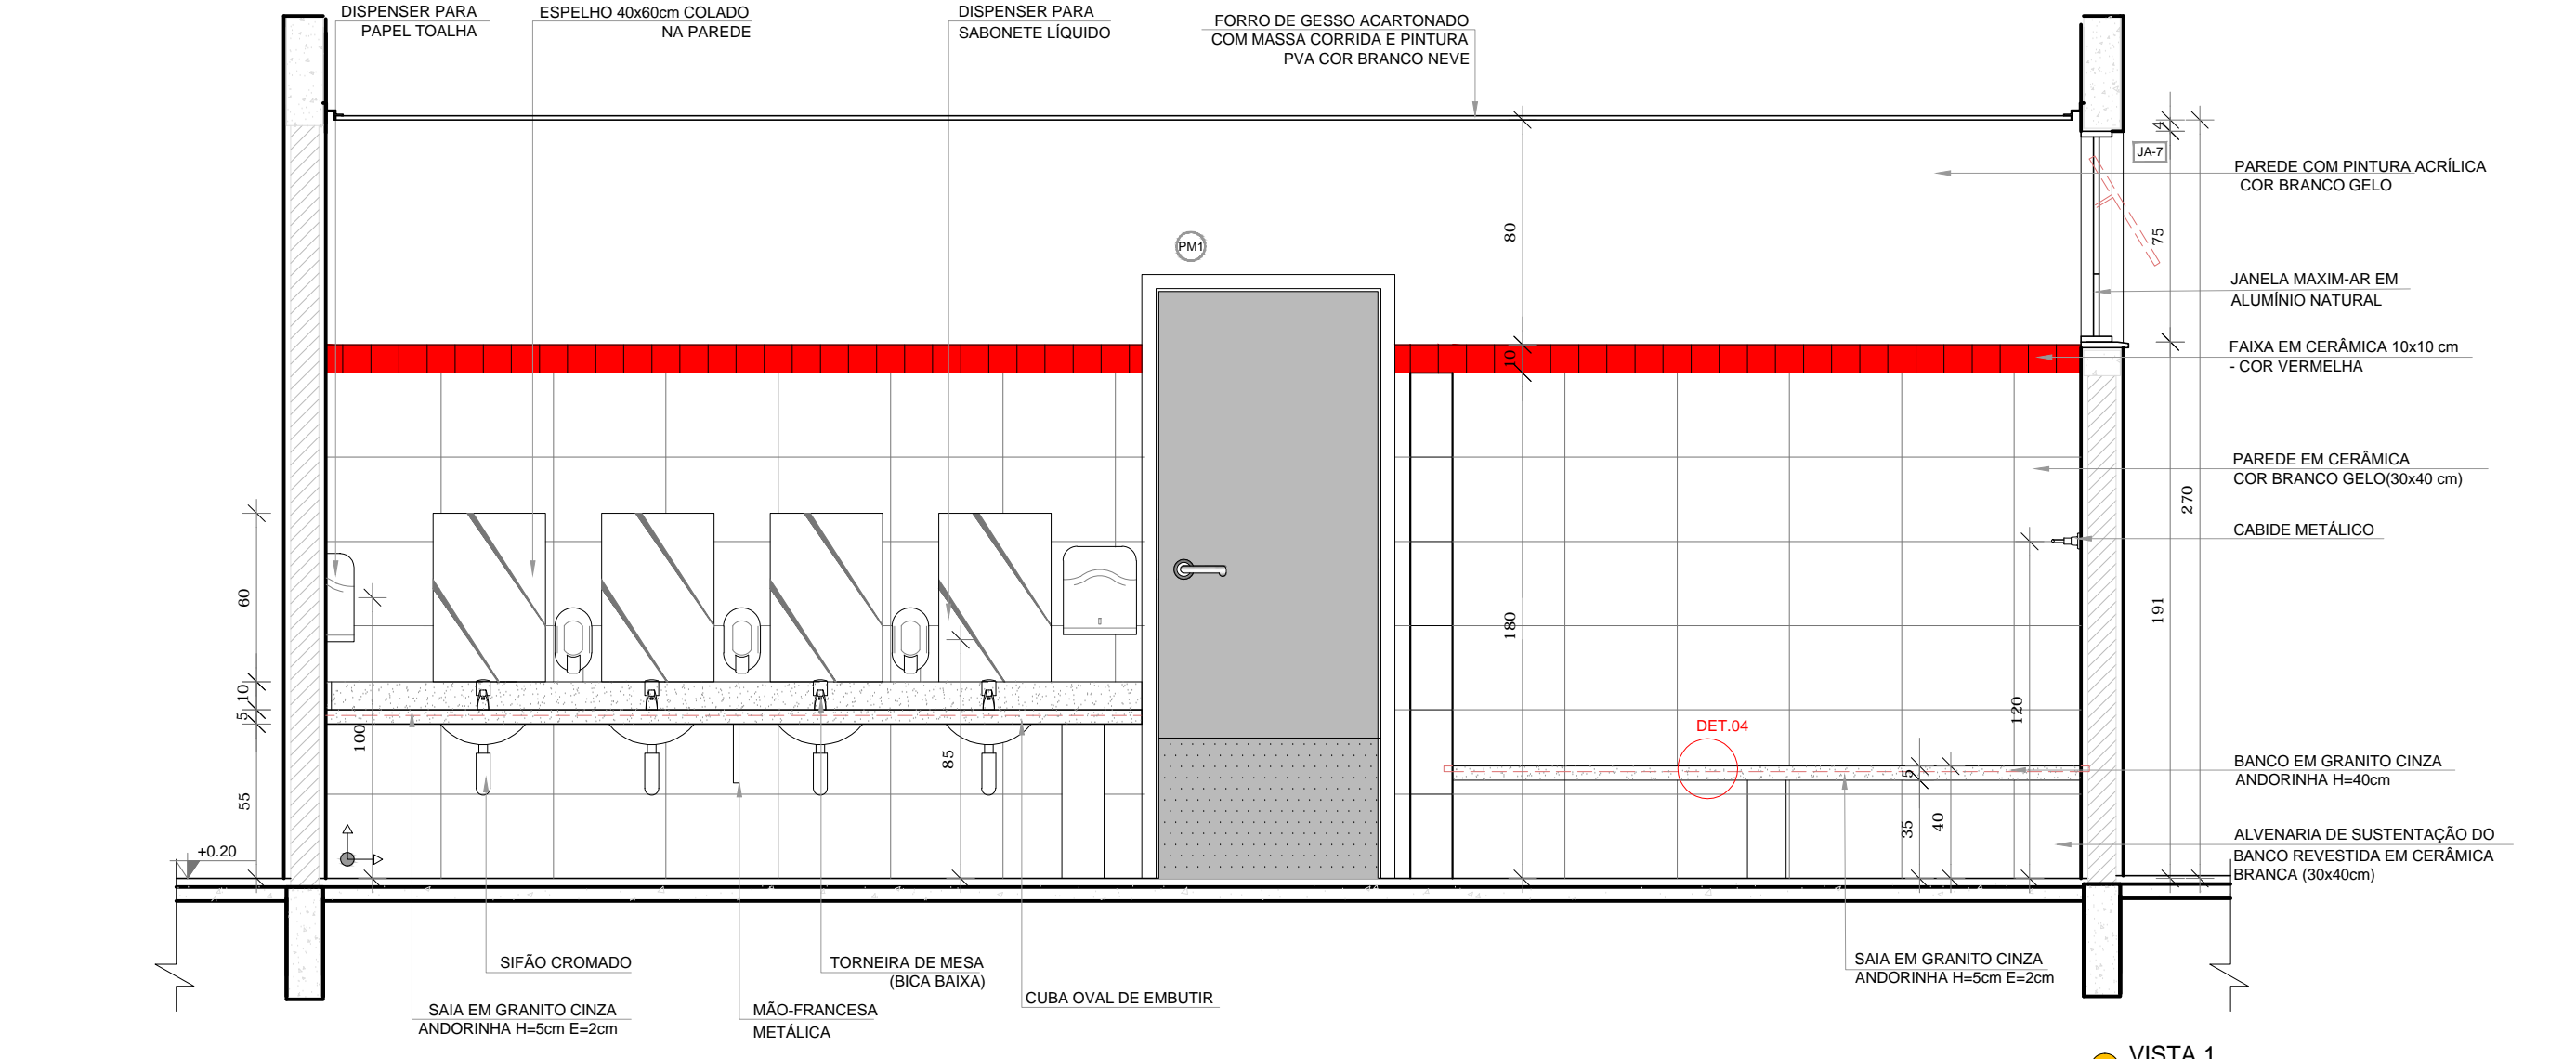 DISPENSER PARA
PAPEL TOALHA
ESPELHO 40x60cm COLADO
NA PAREDE
DISPENSER PARA
SABONETE LÍQUIDO
FORRO DE GESSO ACARTONADO
COM MASSA CORRIDA E PINTURA
PVA COR BRANCO NEVE
4
JA-7
PAREDE COM PINTURA ACRÍLICA
COR BRANCO GELO
80
75
PM1
JANELA MAXIM-AR EM
ALUMÍNIO NATURAL
FAIXA EM CERÂMICA 10x10 cm
- COR VERMELHA
10
PAREDE EM CERÂMICA
COR BRANCO GELO(30x40 cm)
270
CABIDE METÁLICO
60
180
191
10
5
100
85
120
DET.04
5
BANCO EM GRANITO CINZA
ANDORINHA H=40cm
55
35
40
ALVENARIA DE SUSTENTAÇÃO DO
BANCO REVESTIDA EM CERÂMICA
BRANCA (30x40cm)
+0.20
SIFÃO CROMADO
TORNEIRA DE MESA
(BICA BAIXA)
SAIA EM GRANITO CINZA
ANDORINHA H=5cm E=2cm
CUBA OVAL DE EMBUTIR
SAIA EM GRANITO CINZA
ANDORINHA H=5cm E=2cm
MÃO-FRANCESA
METÁLICA
VISTA 1